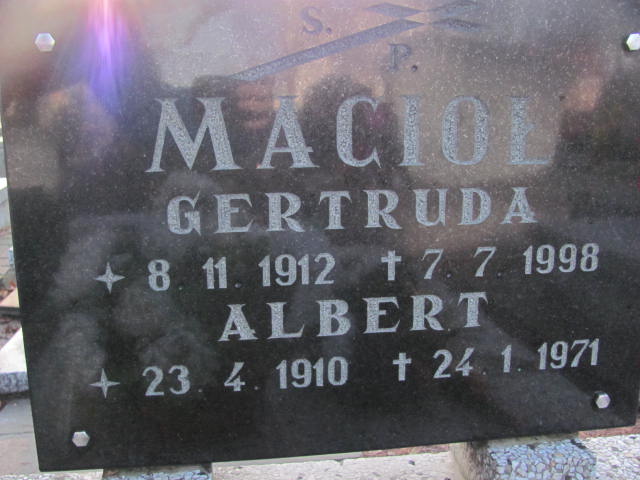 S.
P.
MACIOŁ
GERTRUDA
8. 11. 1912 † 7. 7. 1998
ALBERT
23. 4. 1910 † 24. 1. 1971